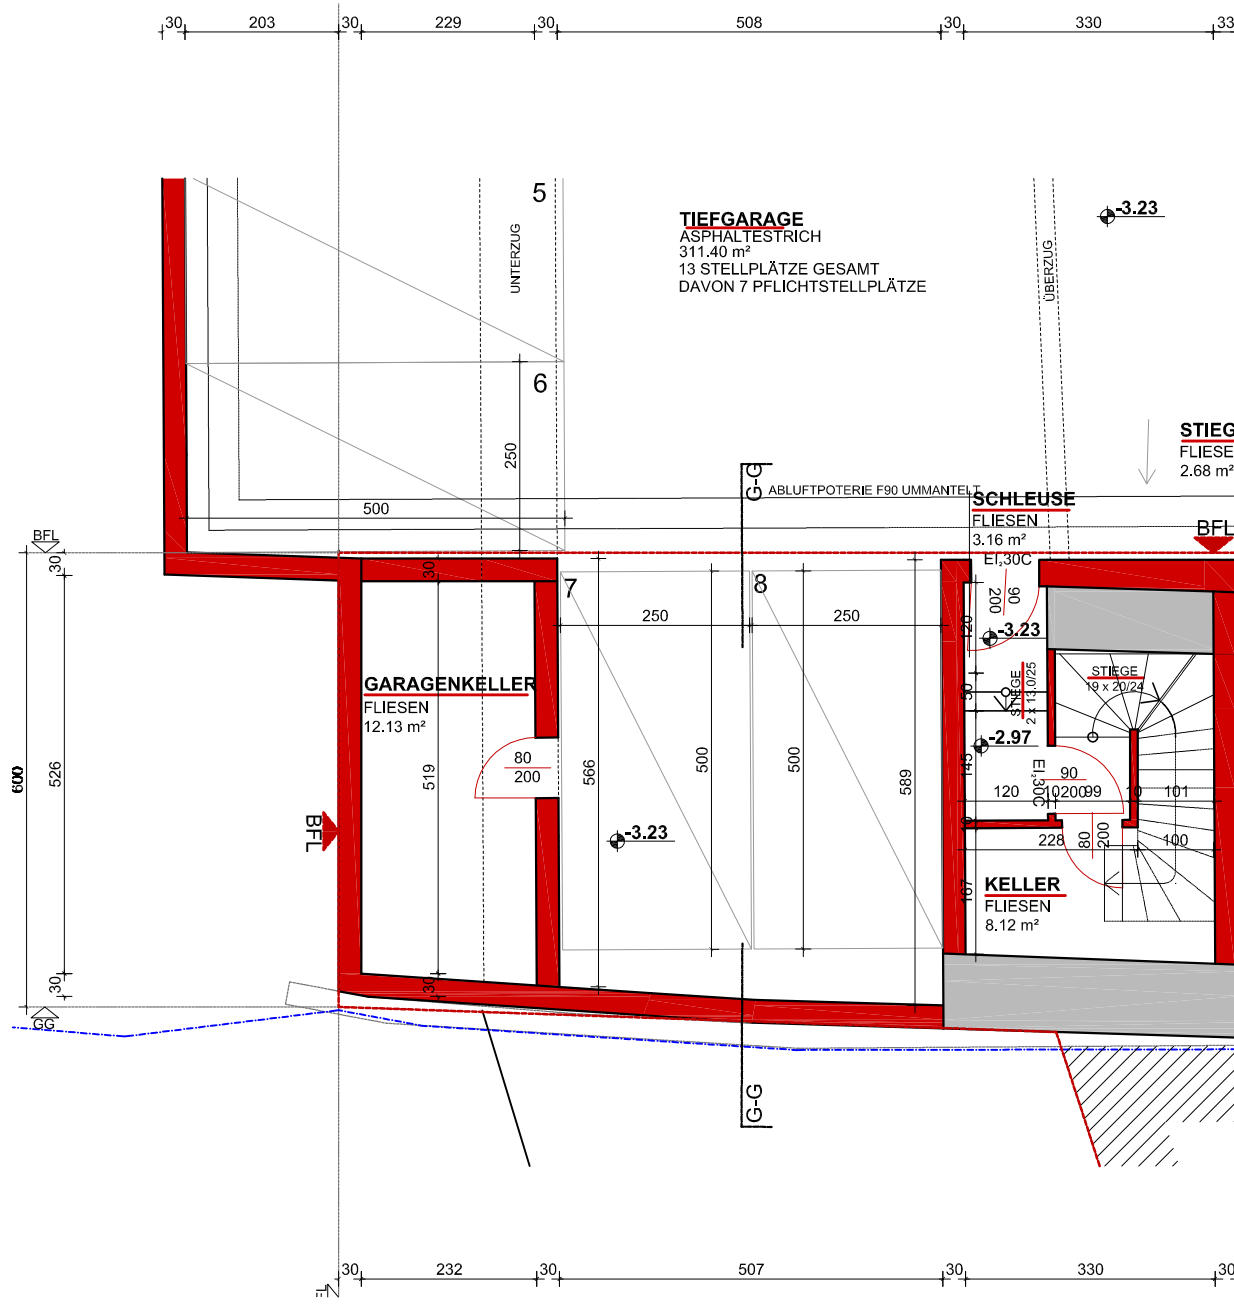 30 203 30 229 30 508 30 330
5
UNTERZUG
TIEFGARAGE
ASPHALTESTRICH
311.40 m²
13 STELLPLÄTZE GESAMT
DAVON 7 PFLICHTSTELLPLÄTZE
-3.23
ÜBERZUG
6
250
500
G-G
ABLUFTPOTERIE F90 UMMANTELT
SCHLEUSE
FLIESEN
3.16 m²
EI₂30C
STIEG
FLIESE
2.68 m²
BFL
BFL
30
30
7
8
90
200
250
250
120
-3.23
GARAGENKELLER
FLIESEN
12.13 m²
STIEGE
2 x 13.0/25
STIEGE
19 x 20/24
50
-2.97
80
200
600
526
519
566
500
500
589
145
EI₂30C
90
200
120 10 99 10 101
BFL
-3.23
10
228
100
80
200
167
KELLER
FLIESEN
8.12 m²
30
30
GG
G-G
30 232 30 507 30 330 30